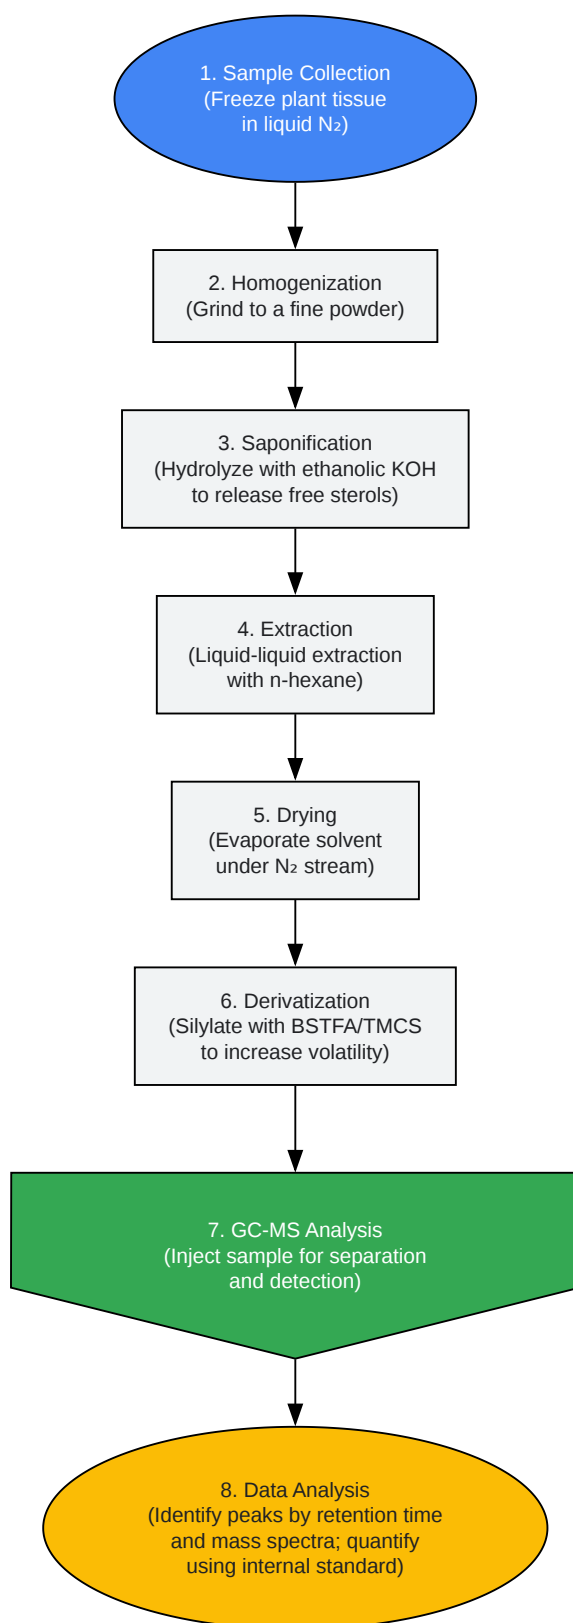 1. Sample Collection
(Freeze plant tissue
in liquid N₂)
2. Homogenization
(Grind to a fine powder)
3. Saponification
(Hydrolyze with ethanolic KOH
to release free sterols)
4. Extraction
(Liquid-liquid extraction
with n-hexane)
5. Drying
(Evaporate solvent
under N₂ stream)
6. Derivatization
(Silylate with BSTFA/TMCS
to increase volatility)
7. GC-MS Analysis
(Inject sample for separation
and detection)
8. Data Analysis
(Identify peaks by retention time
and mass spectra; quantify
using internal standard)